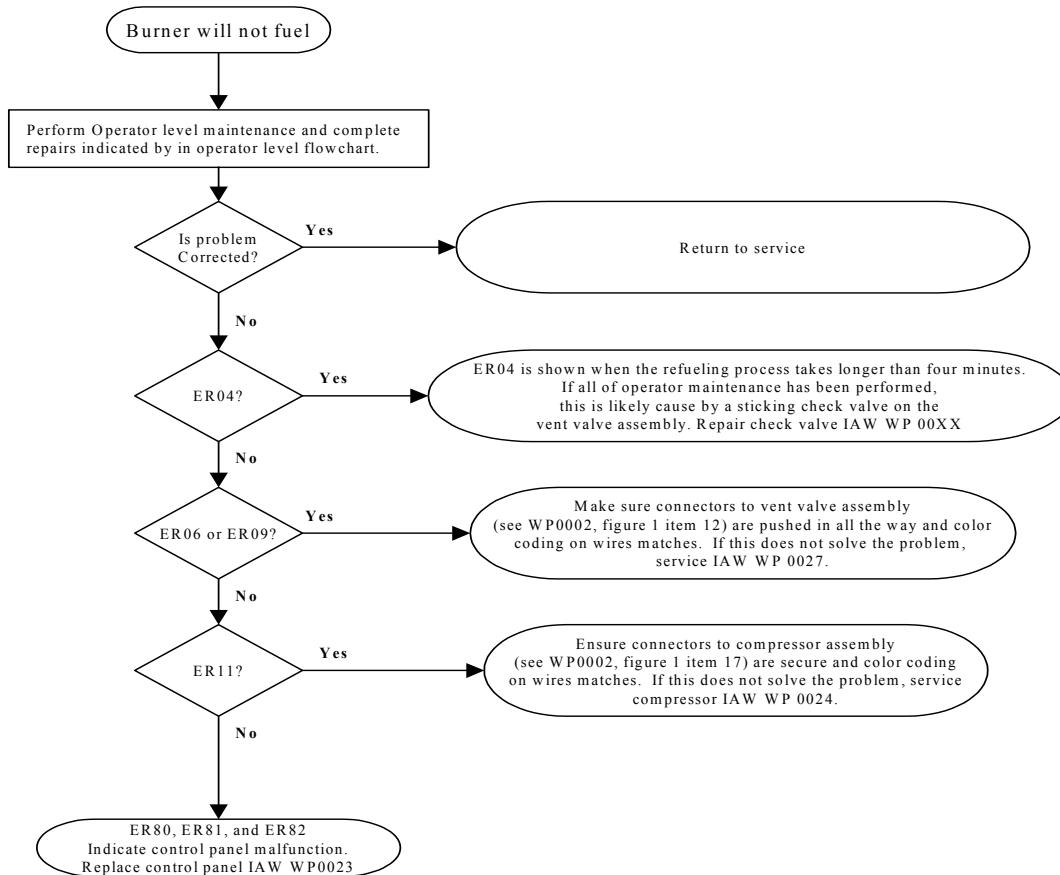 Burner will not fuel
Perform Operator level maintenance and complete
repairs indicated by in operator level flowchart.
Is problem
Corrected?
Yes
Return to service
No
ER04?
Yes
ER04 is shown when the refueling process takes longer than four minutes.
If all of operator maintenance has been performed,
this is likely cause by a sticking check valve on the
vent valve assembly. Repair check valve IAW WP 00XX
No
ER06 or ER09?
Yes
Make sure connectors to vent valve assembly
(see WP0002, figure 1 item 12) are pushed in all the way and color
coding on wires matches. If this does not solve the problem,
service IAW WP 0027.
No
ER11?
Yes
Ensure connectors to compressor assembly
(see WP0002, figure 1 item 17) are secure and color coding
on wires matches. If this does not solve the problem, service
compressor IAW WP 0024.
No
ER80, ER81, and ER82
Indicate control panel malfunction.
Replace control panel IAW WP0023